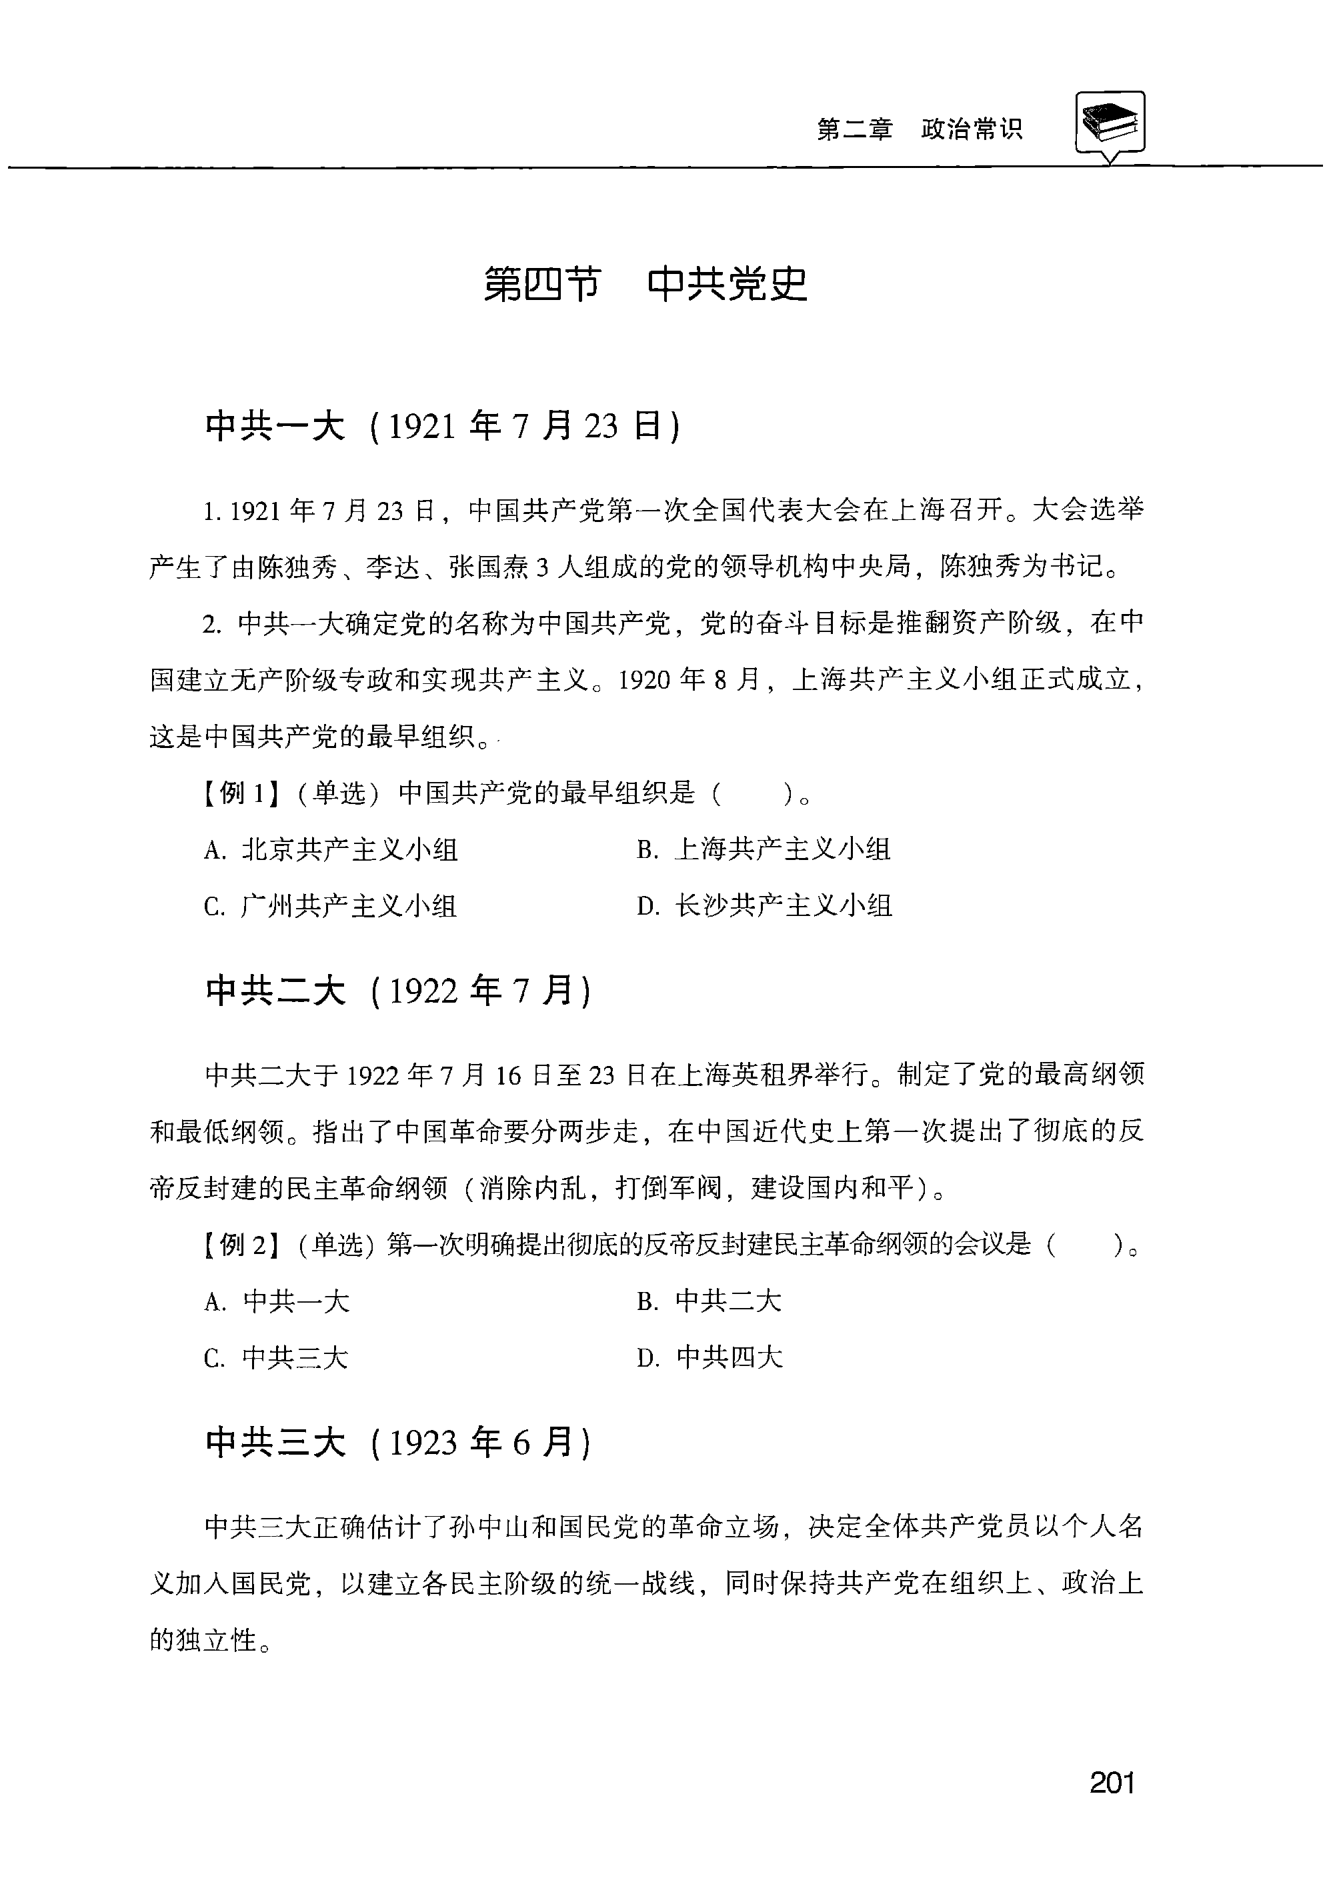 第二章 政治常识
第四节 中共党史
中共一大（1921 年 7 月 23 日）
1. 1921 年 7 月 23 日，中国共产党第一次全国代表大会在上海召开。大会选举
产生了由陈独秀、李达、张国焘 3 人组成的党的领导机构中央局，陈独秀为书记。
2. 中共一大确定党的名称为中国共产党，党的奋斗目标是推翻资产阶级，在中
国建立无产阶级专政和实现共产主义。1920 年 8 月，上海共产主义小组正式成立，
这是中国共产党的最早组织。
【例 1】（单选）中国共产党的最早组织是（　　）。
A. 北京共产主义小组 B. 上海共产主义小组
C. 广州共产主义小组 D. 长沙共产主义小组
中共二大（1922 年 7 月）
中共二大于 1922 年 7 月 16 日至 23 日在上海英租界举行。制定了党的最高纲领
和最低纲领。指出了中国革命要分两步走，在中国近代史上第一次提出了彻底的反
帝反封建的民主革命纲领（消除内乱，打倒军阀，建设国内和平）。
【例 2】（单选）第一次明确提出彻底的反帝反封建民主革命纲领的会议是（　　）。
A. 中共一大 B. 中共二大
C. 中共三大 D. 中共四大
中共三大（1923 年 6 月）
中共三大正确估计了孙中山和国民党的革命立场，决定全体共产党员以个人名
义加入国民党，以建立各民主阶级的统一战线，同时保持共产党在组织上、政治上
的独立性。
201